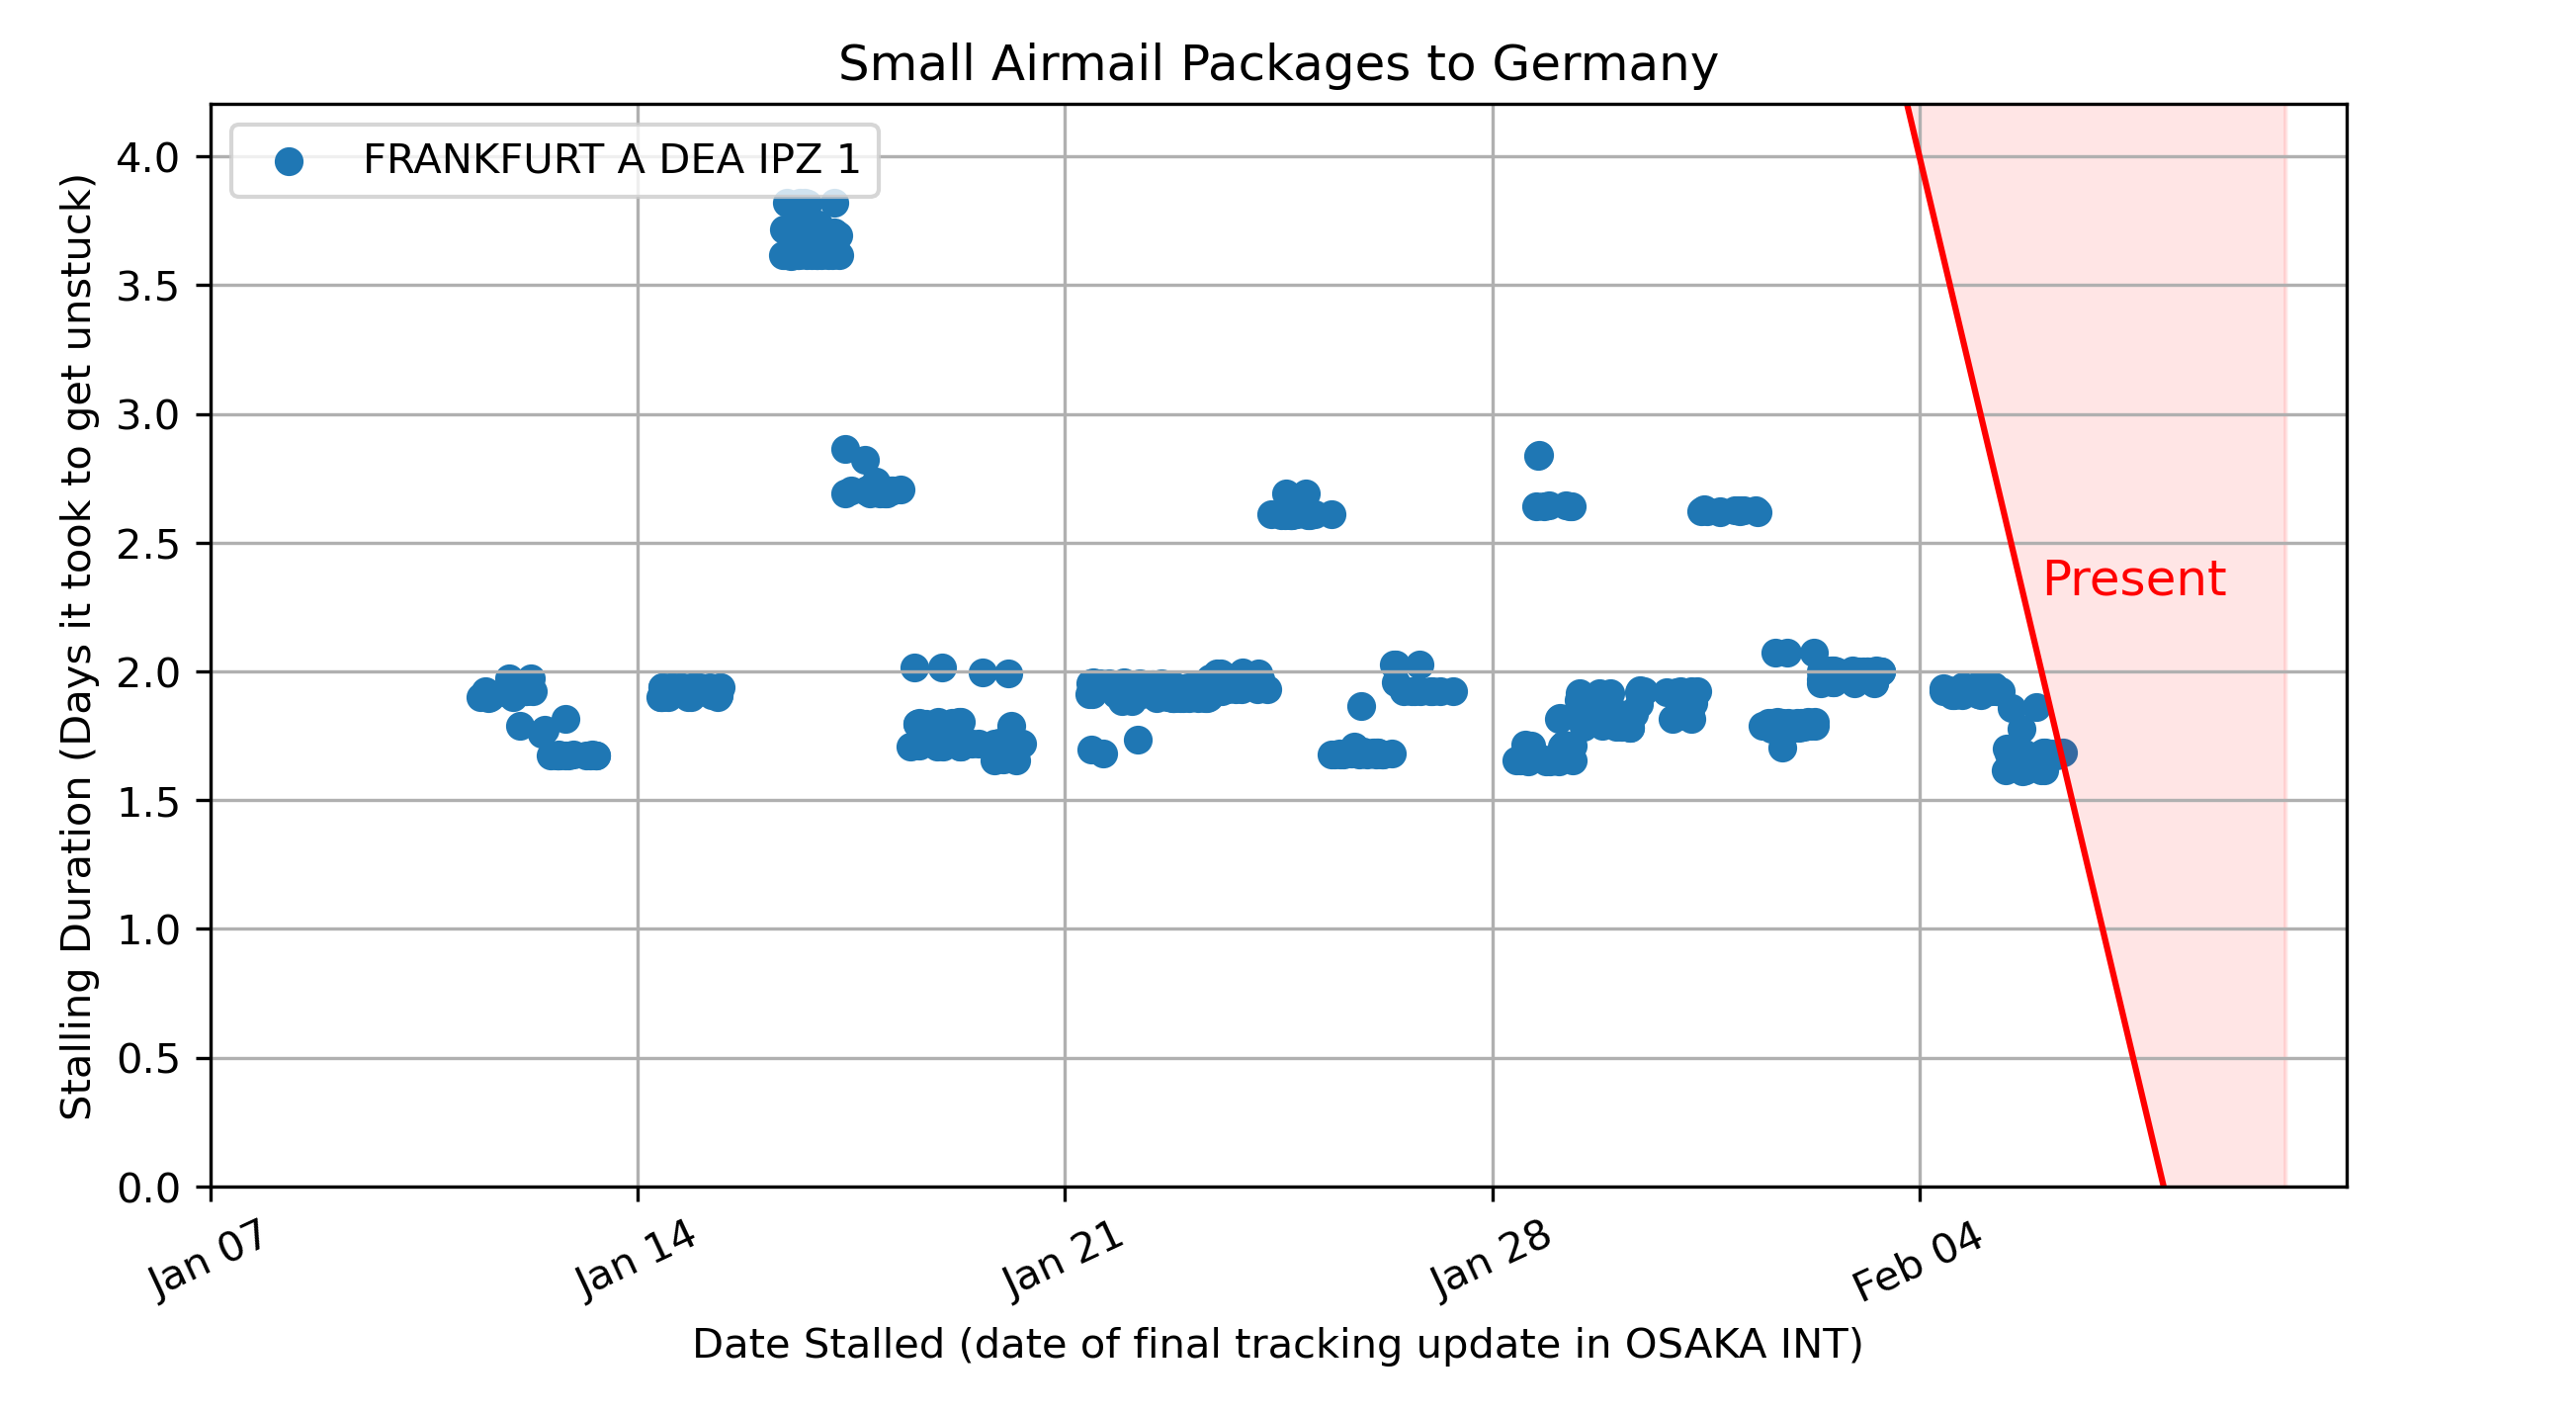 Small Airmail Packages to Germany
FRANKFURT A DEA IPZ 1
Stalling Duration (Days it took to get unstuck)
4.0
3.5
3.0
2.5
2.0
1.5
1.0
0.5
0.0
Present
Jan 07
Jan 14
Jan 21
Jan 28
Feb 04
Date Stalled (date of final tracking update in OSAKA INT)